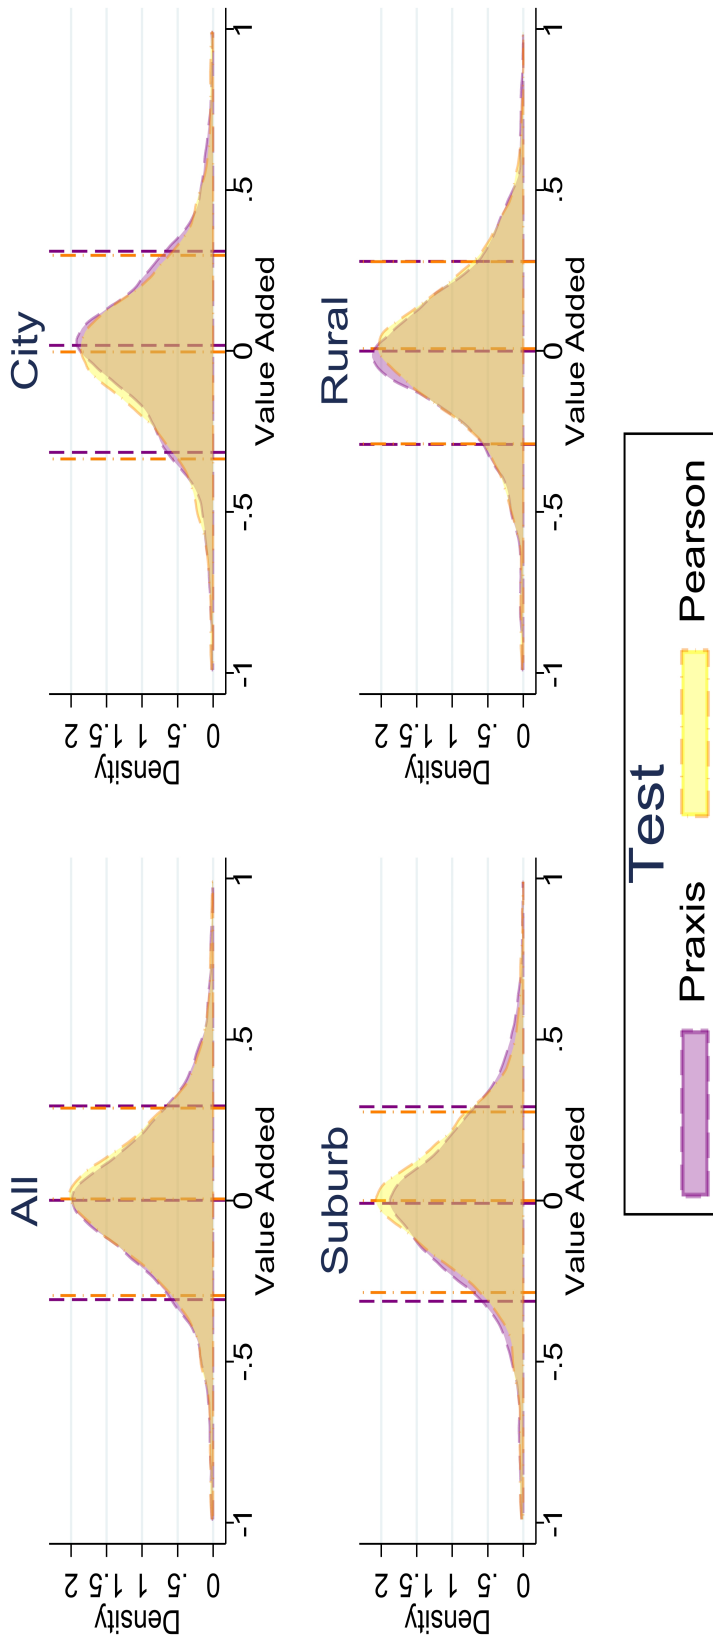 All
Density
0 .5 1 1.5 2
-1 -.5 0 .5 1
Value Added
City
Density
0 .5 1 1.5 2
-1 -.5 0 .5 1
Value Added
Suburb
Density
0 .5 1 1.5 2
-1 -.5 0 .5 1
Value Added
Rural
Density
0 .5 1 1.5 2
-1 -.5 0 .5 1
Value Added
Test
Praxis Pearson